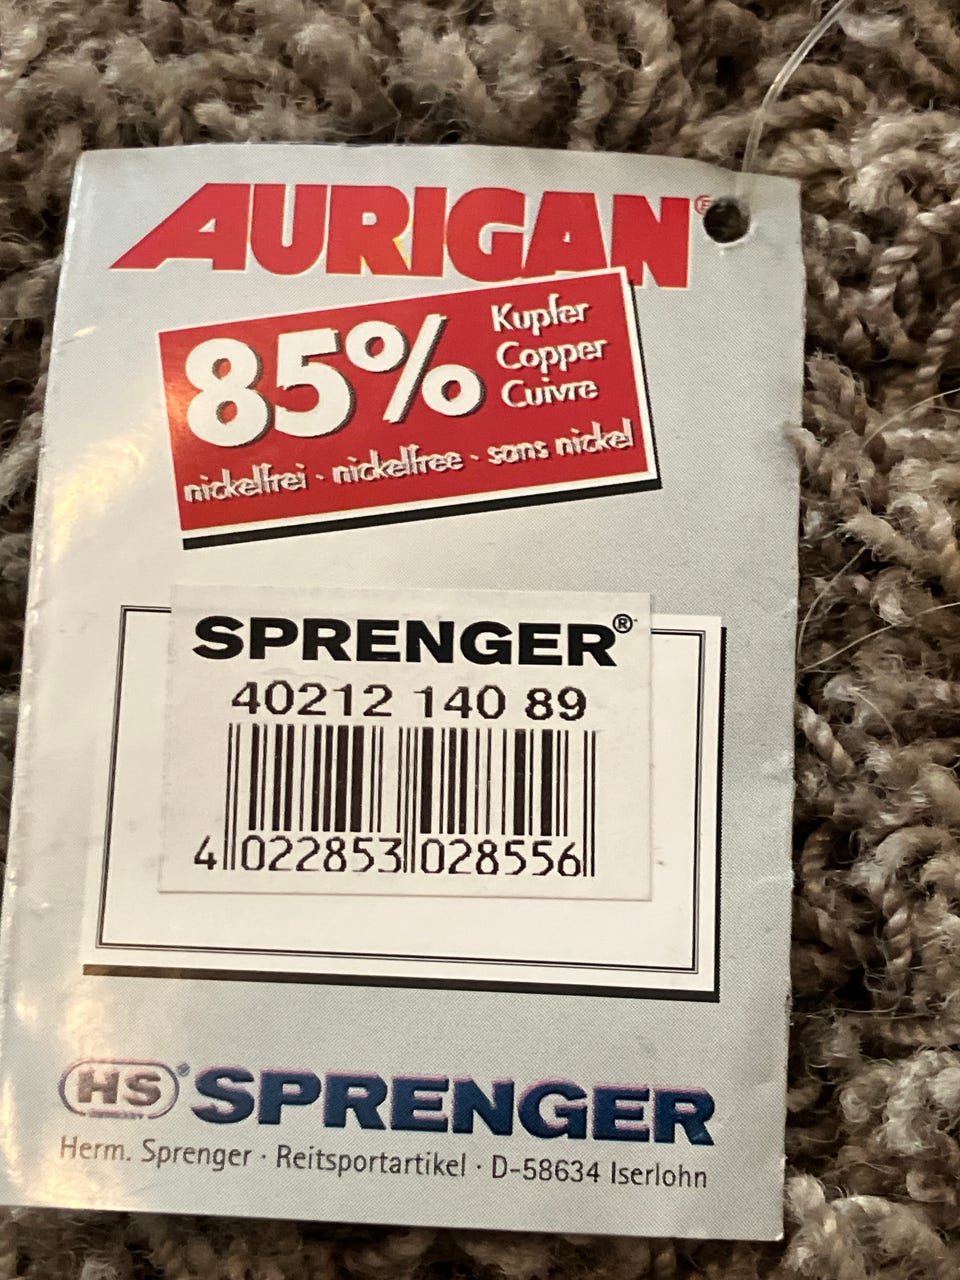 AURIGAN®
85%
Kupfer
Copper
Cuivre
nickelfrei · nickelfree · sans nickel
SPRENGER®
40212 140 89
4 022853 028556
HS® SPRENGER
Herm. Sprenger · Reitsportartikel · D-58634 Iserlohn